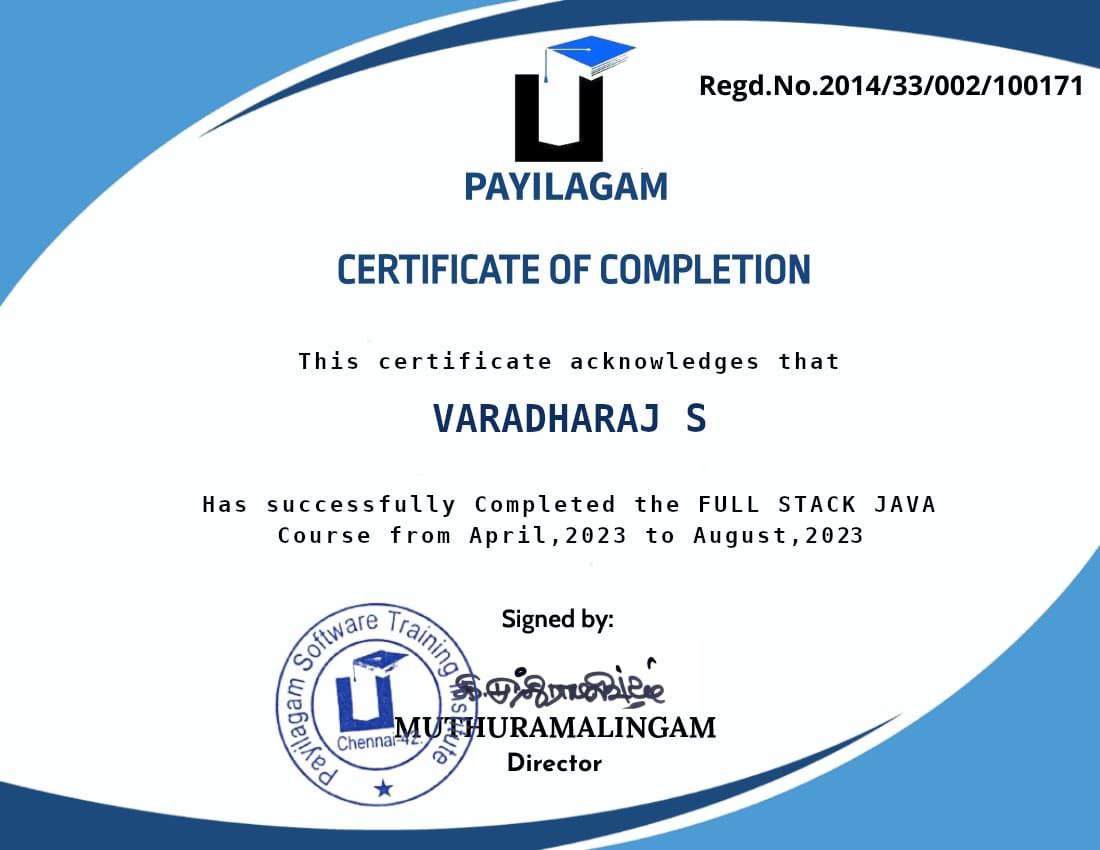 Regd.No.2014/33/002/100171
PAYILAGAM
CERTIFICATE OF COMPLETION
This certificate acknowledges that
VARADHARAJ S
Has successfully Completed the FULL STACK JAVA
Course from April,2023 to August,2023
Signed by:
Payilagam Software Training Institute
Chennai-42.
MUTHURAMALINGAM
Director